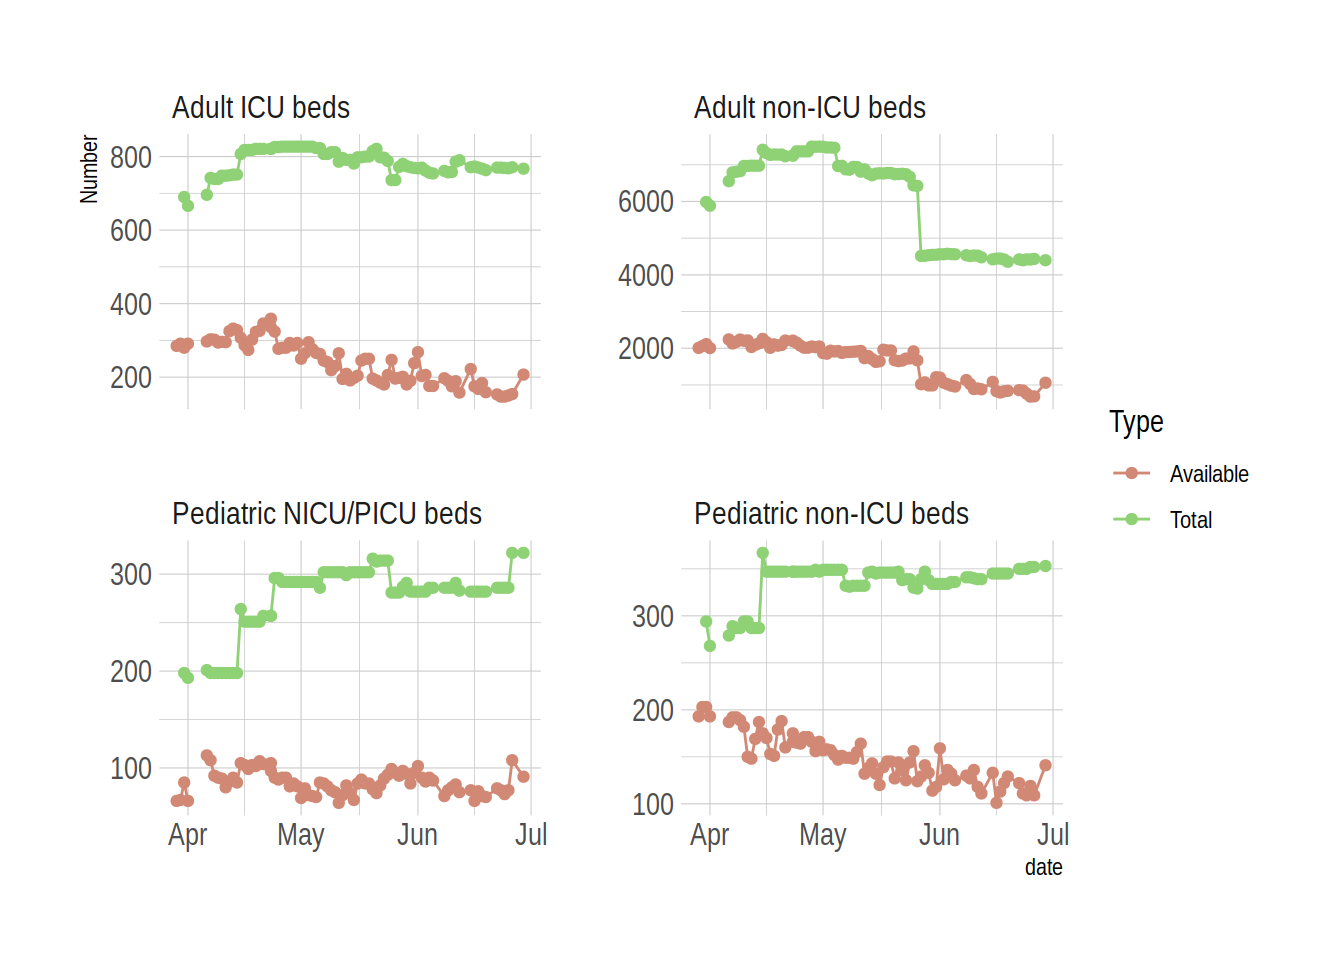 Adult ICU beds
Adult non-ICU beds
Number
800
600
400
200
6000
4000
2000
Type
Available
Total
Pediatric NICU/PICU beds
Pediatric non-ICU beds
300
200
100
300
200
100
Apr May Jun Jul
Apr May Jun Jul
date